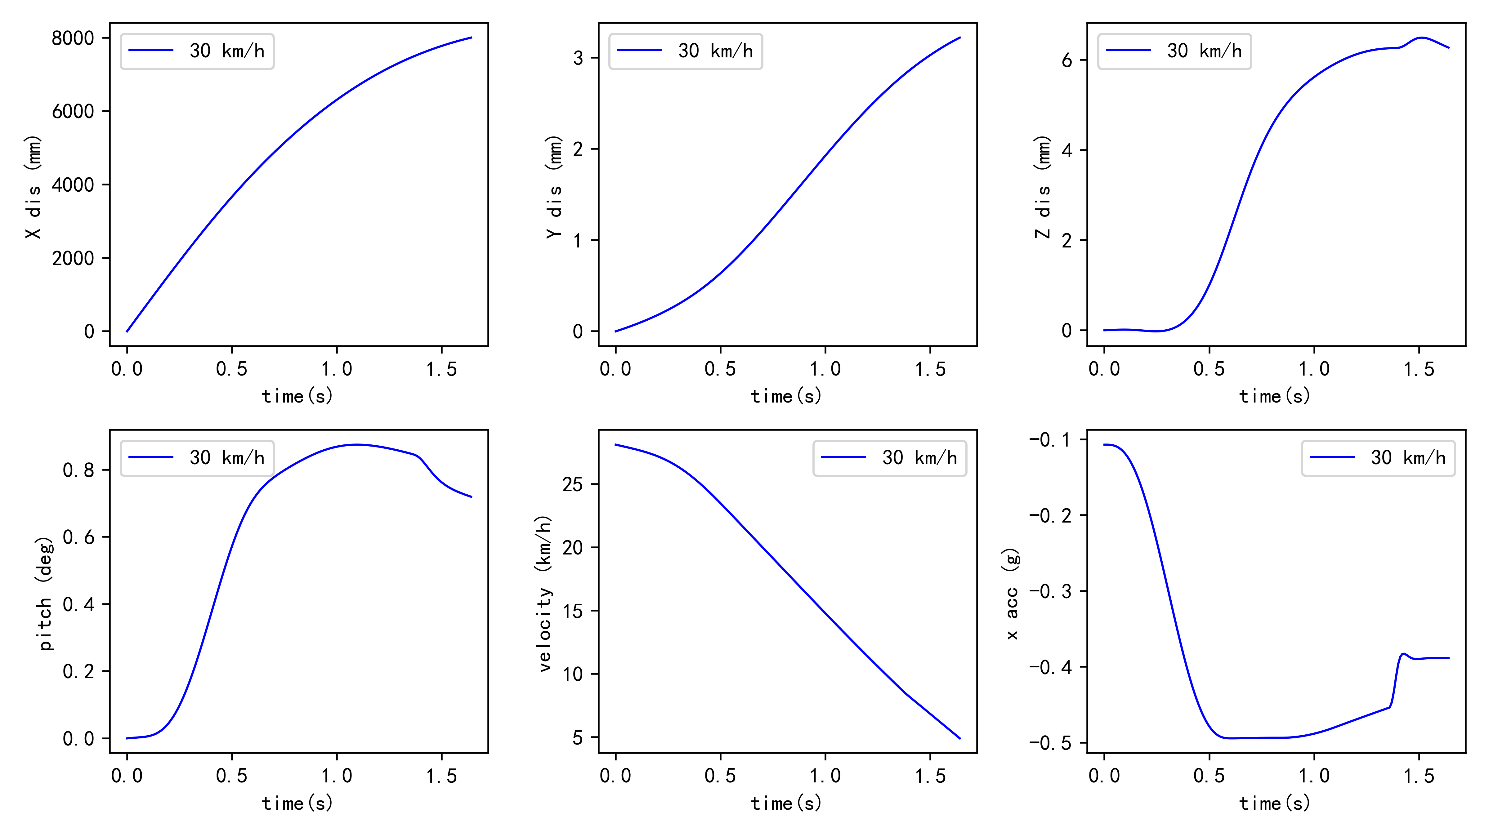 30 km/h
X dis (mm)
8000
6000
4000
2000
0
0.0 0.5 1.0 1.5
time(s)
30 km/h
Y dis (mm)
3
2
1
0
0.0 0.5 1.0 1.5
time(s)
30 km/h
Z dis (mm)
6
4
2
0
0.0 0.5 1.0 1.5
time(s)
30 km/h
pitch (deg)
0.8
0.6
0.4
0.2
0.0
0.0 0.5 1.0 1.5
time(s)
30 km/h
velocity (km/h)
25
20
15
10
5
0.0 0.5 1.0 1.5
time(s)
30 km/h
x acc (g)
−0.1
−0.2
−0.3
−0.4
−0.5
0.0 0.5 1.0 1.5
time(s)